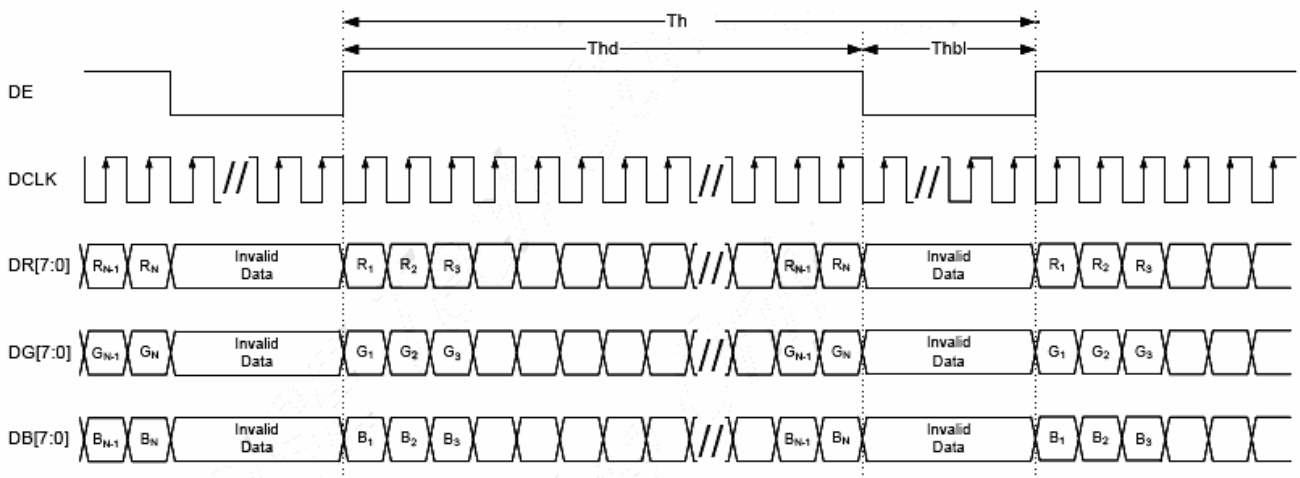 Th
Thd Thbl
DE
DCLK //  //  //
DR[7:0] RN-1 RN Invalid Data R1 R2 R3 // RN-1 RN Invalid Data R1 R2 R3
DG[7:0] GN-1 GN Invalid Data G1 G2 G3 // GN-1 GN Invalid Data G1 G2 G3
DB[7:0] BN-1 BN Invalid Data B1 B2 B3 // BN-1 BN Invalid Data B1 B2 B3